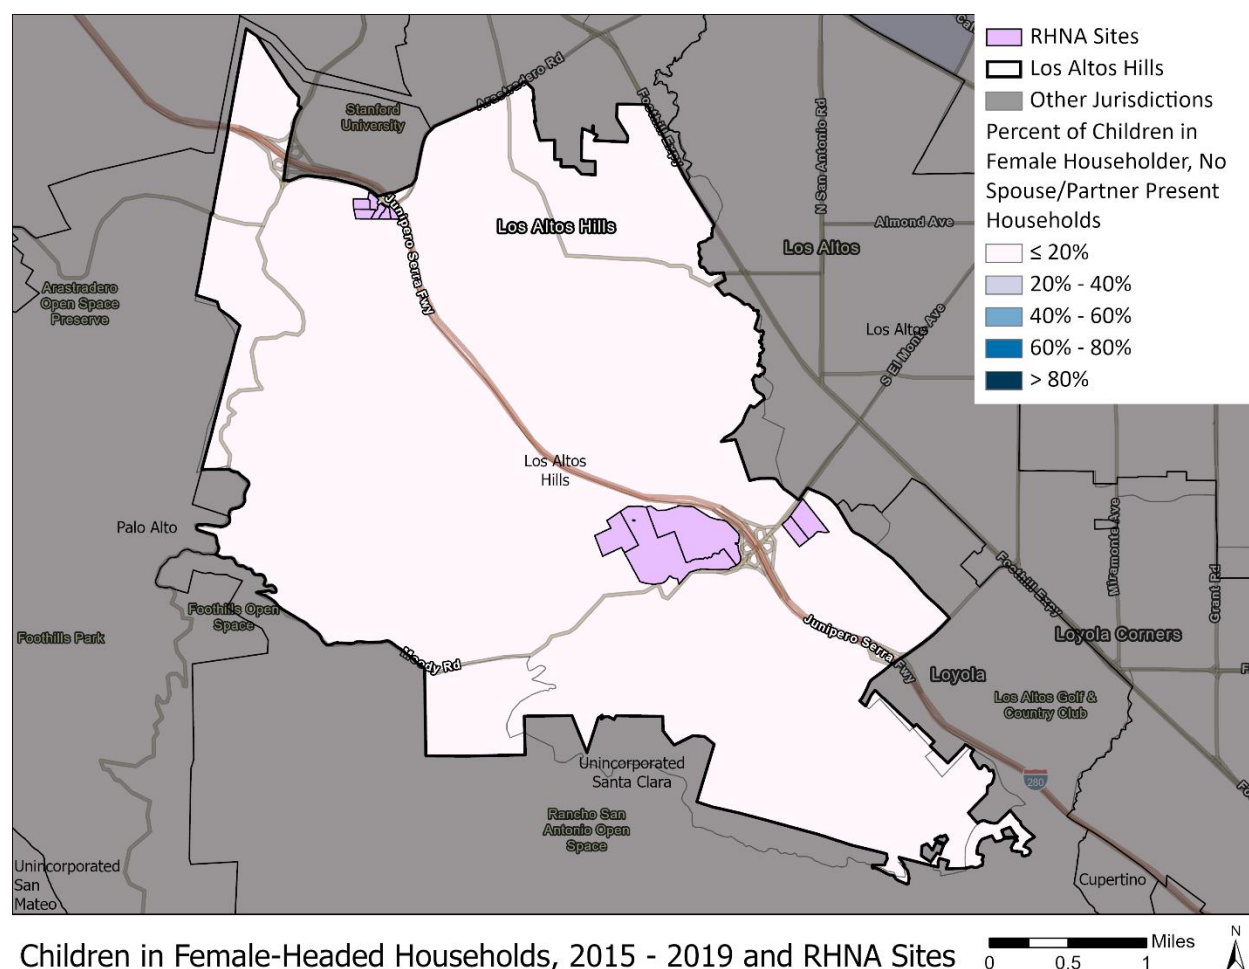 Cal
RHNA Sites
Los Altos Hills
Other Jurisdictions
Percent of Children in
Female Householder, No
Spouse/Partner Present
Households
≤ 20%
20% - 40%
40% - 60%
60% - 80%
> 80%
Arastradero Rd
Stanford
University
Foothill Expy
N San Antonio Rd
Junipero Serra Fwy
Los Altos Hills
Almond Ave
Los Altos
Arastradero
Open Space
Preserve
Los Altos
S El Monte Ave
Los Altos
Hills
Palo Alto
Miramonte Ave
Grant Rd
Foothills Open
Space
Foothills Park
Foothill Expy
Loyola Corners
Junipero Serra Fwy
Moody Rd
Loyola
F
Los Altos Golf &
Country Club
Unincorporated
Santa Clara
280
Fo
Rancho San
Antonio Open
Space
Unincorporated
San
Mateo
Cupertino
Children in Female-Headed Households, 2015 - 2019 and RHNA Sites
Miles
0 0.5 1
N